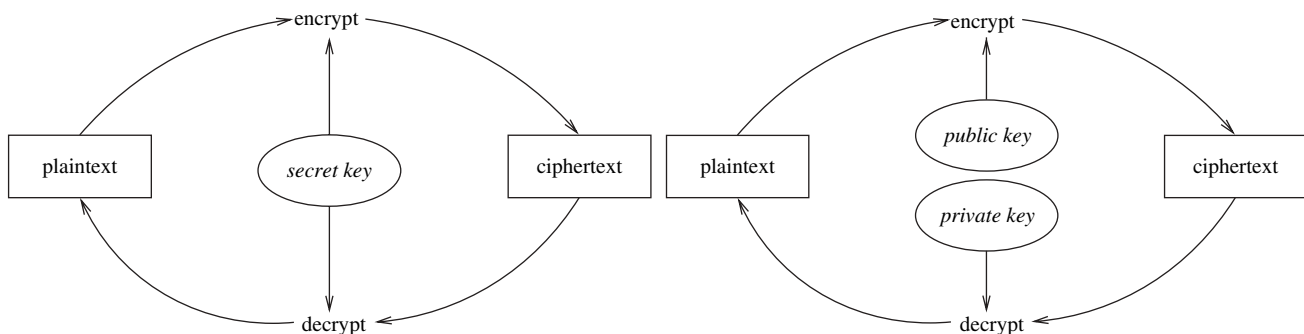 encrypt
plaintext
secret key
ciphertext
decrypt
encrypt
plaintext
public key
private key
ciphertext
decrypt